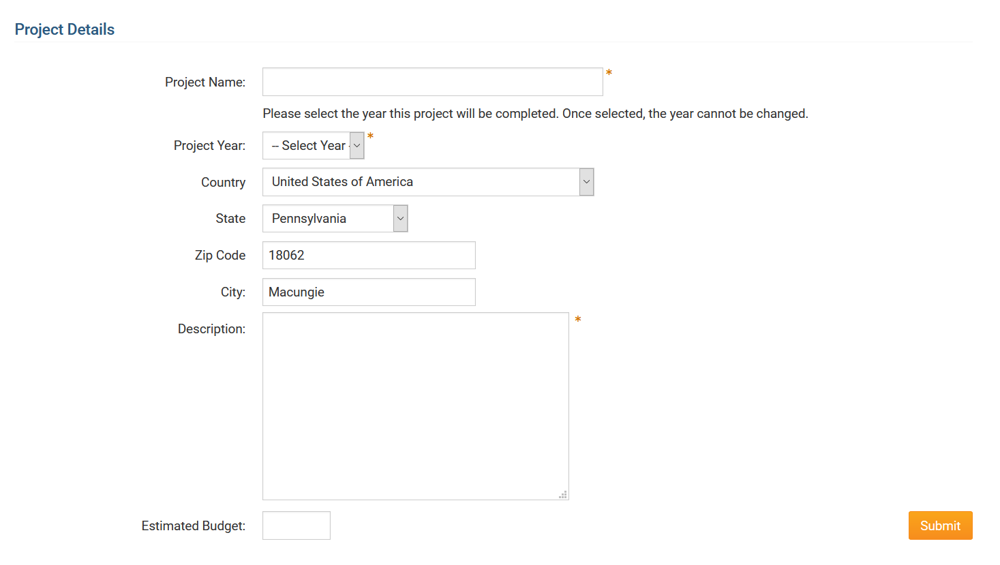 Project Details
Project Name: *
Please select the year this project will be completed. Once selected, the year cannot be changed.
Project Year: -- Select Year - *
Country United States of America
State Pennsylvania
Zip Code 18062
City: Macungie
Description: *
Estimated Budget: Submit